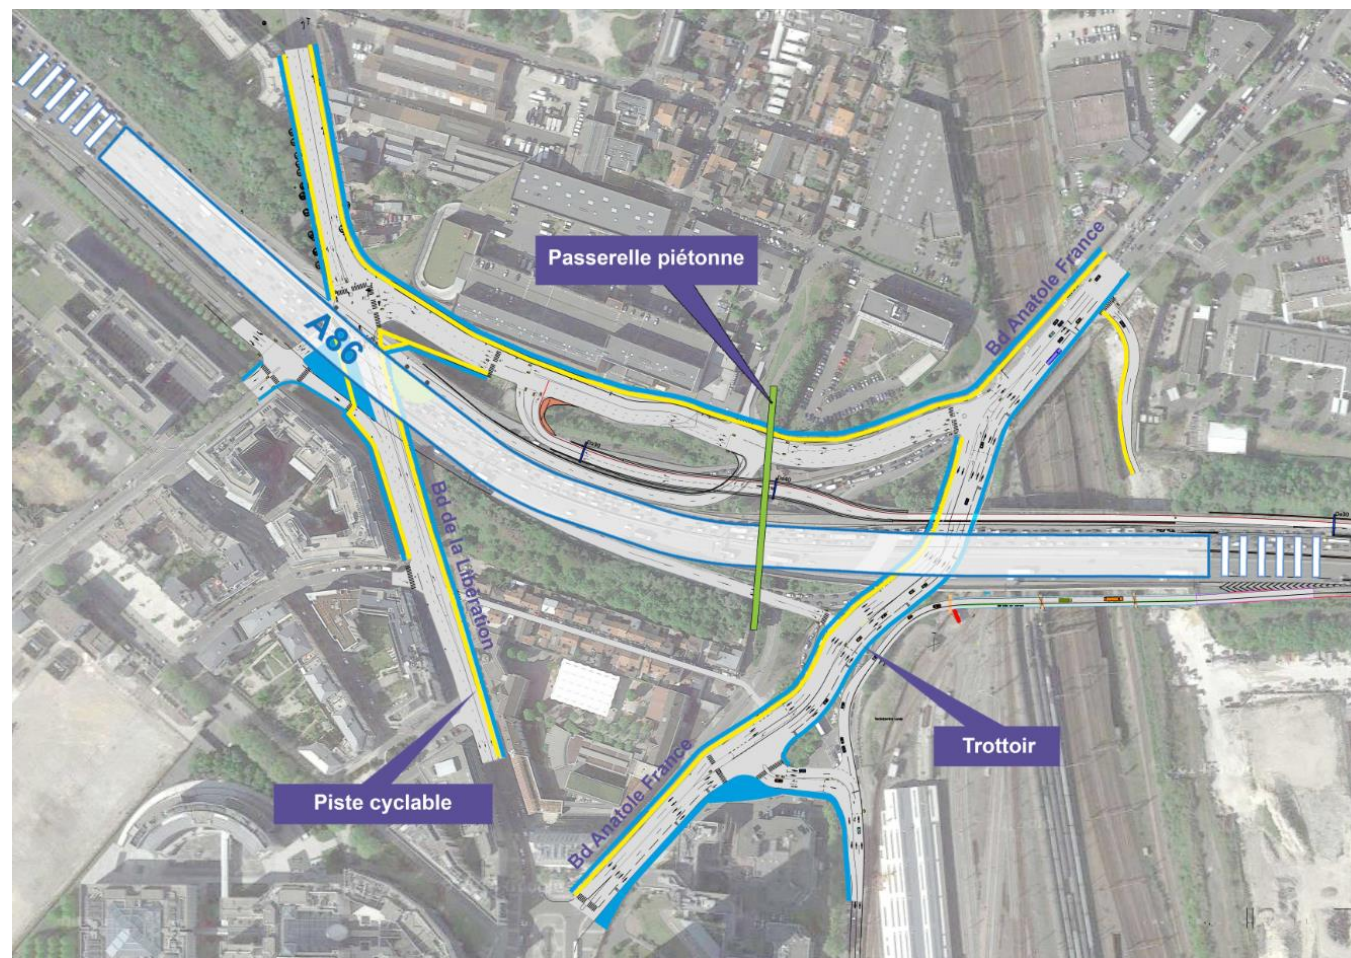 Passerelle piétonne
Bd Anatole France
A86
Bd de la Libération
Trottoir
Piste cyclable
Bd Anatole France